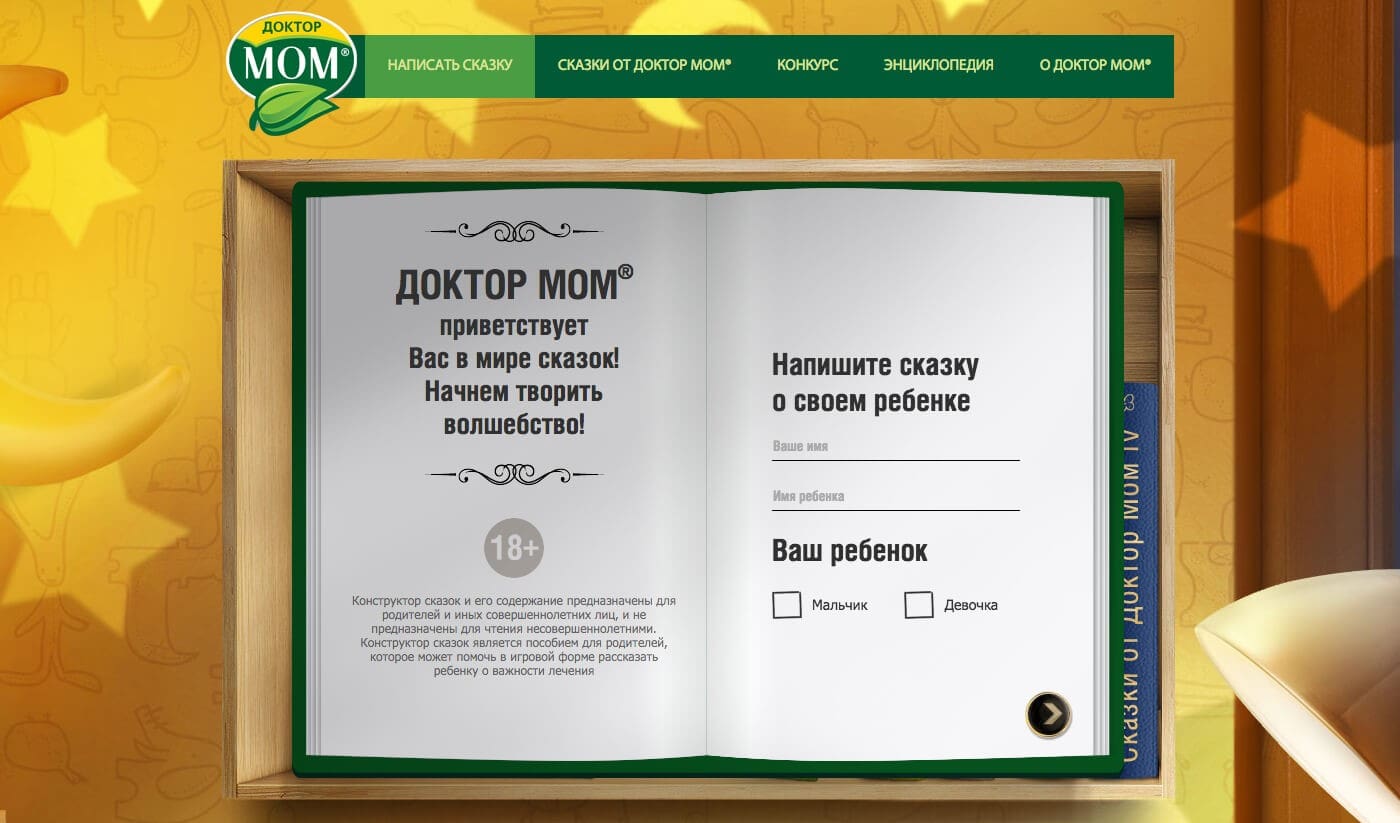 ДОКТОР
МОМ®
НАПИСАТЬ СКАЗКУ
СКАЗКИ ОТ ДОКТОР МОМ®
КОНКУРС
ЭНЦИКЛОПЕДИЯ
О ДОКТОР МОМ®
ДОКТОР МОМ®
приветствует
Вас в мире сказок!
Начнем творить
волшебство!
18+
Конструктор сказок и его содержание предназначены для
родителей и иных совершеннолетних лиц, и не
предназначены для чтения несовершеннолетними.
Конструктор сказок является пособием для родителей,
которое может помочь в игровой форме рассказать
ребенку о важности лечения
Напишите сказку
о своем ребенке
Ваше имя
Имя ребенка
Ваш ребенок
Мальчик
Девочка
Сказки от Доктор МОМ IV